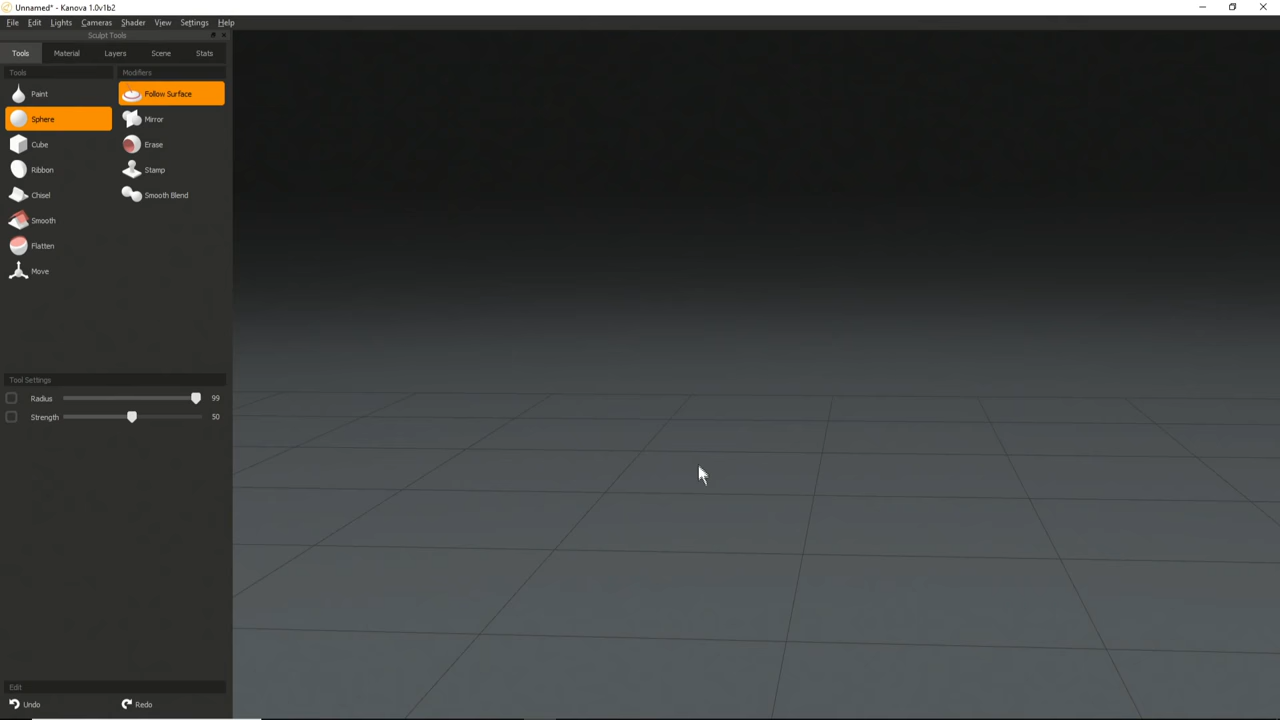 Unnamed* - Kanova 1.0v1b2
File Edit Lights Cameras Shader View Settings Help
Sculpt Tools
Tools Material Layers Scene Stats
Tools Modifiers
Paint Follow Surface
Sphere Mirror
Cube Erase
Ribbon Stamp
Chisel Smooth Blend
Smooth
Flatten
Move
Tool Settings
Radius 99
Strength 50
Edit
Undo Redo